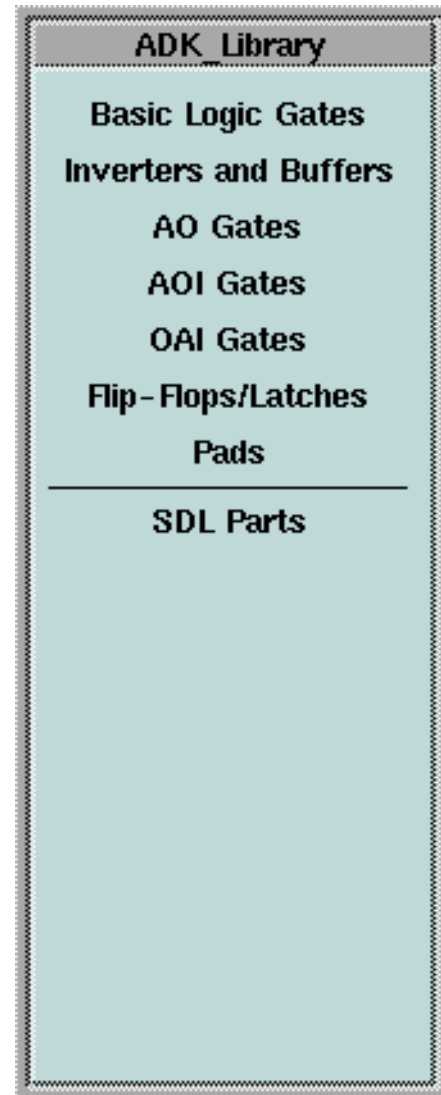 ADK_Library
Basic Logic Gates
Inverters and Buffers
AO Gates
AOI Gates
OAI Gates
Flip-Flops/Latches
Pads
SDL Parts